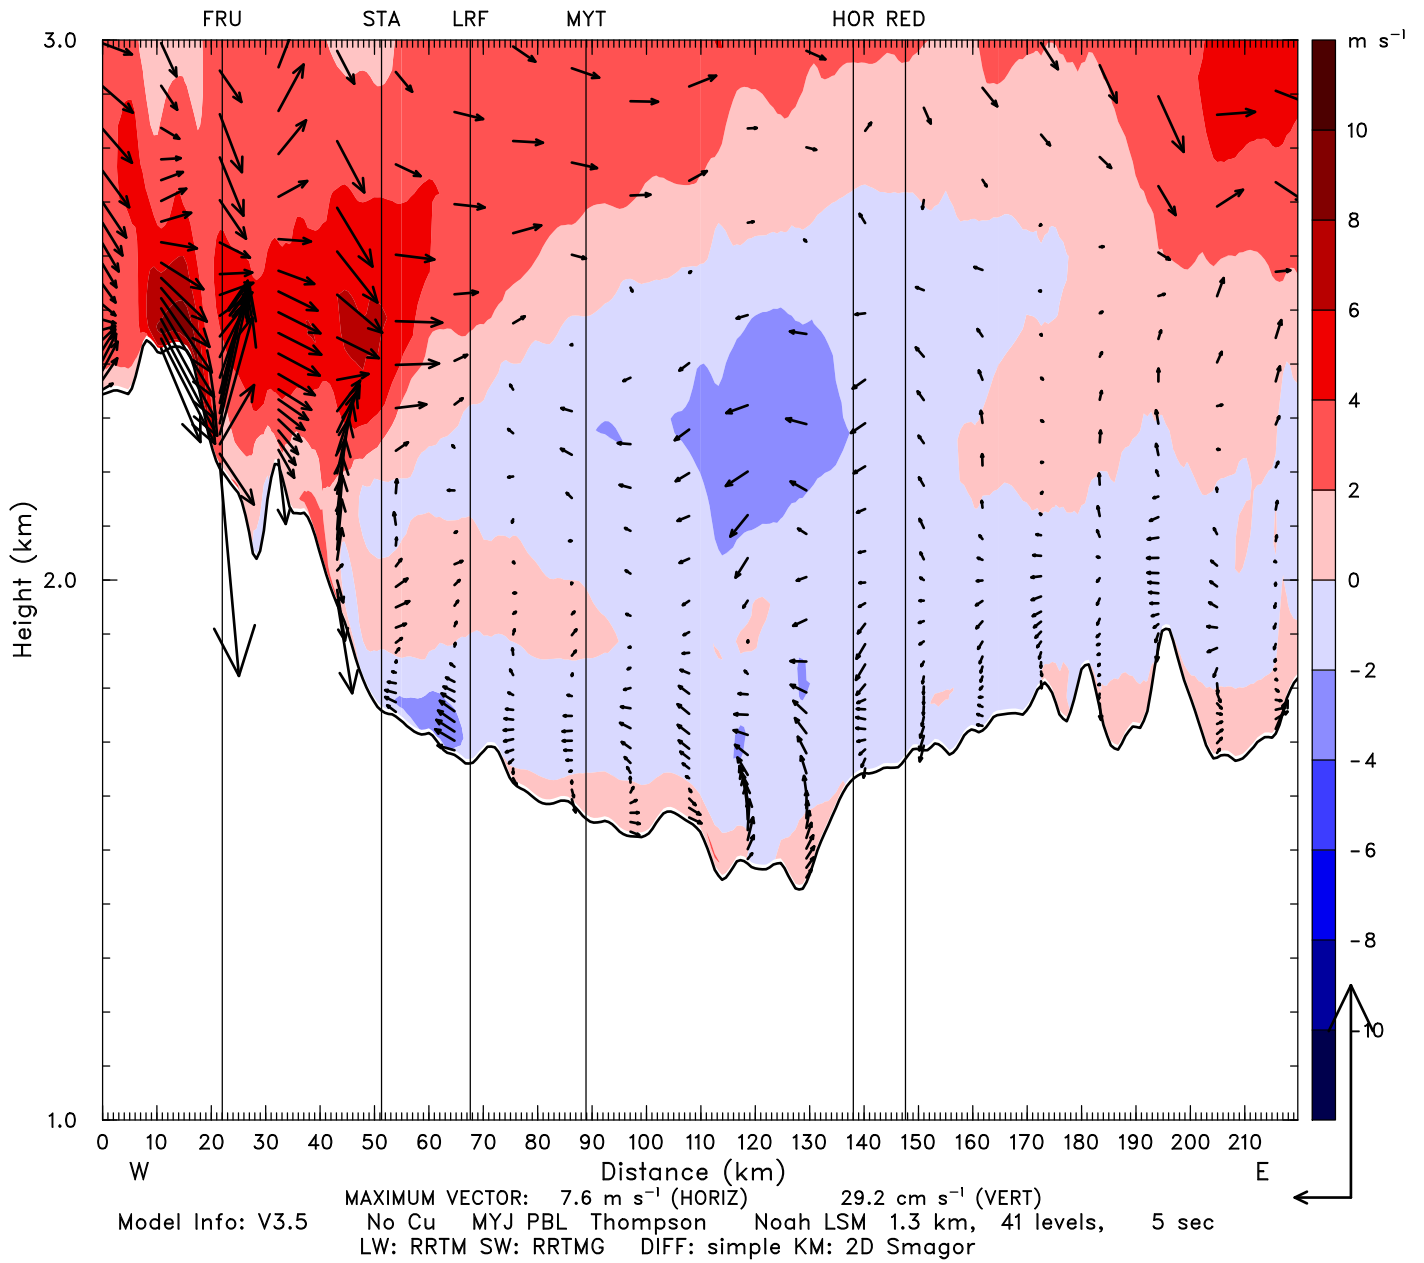 FRU STA LRF MYT HOR RED
3.0
2.0
1.0
Height (km)
m s⁻¹
10
8
6
4
2
0
-2
-4
-6
-8
-10
0 10 20 30 40 50 60 70 80 90 100 110 120 130 140 150 160 170 180 190 200 210
W Distance (km) E
MAXIMUM VECTOR: 7.6 m s⁻¹ (HORIZ) 29.2 cm s⁻¹ (VERT)
Model Info: V3.5 No Cu MYJ PBL Thompson Noah LSM 1.3 km, 41 levels, 5 sec
LW: RRTM SW: RRTMG DIFF: simple KM: 2D Smagor